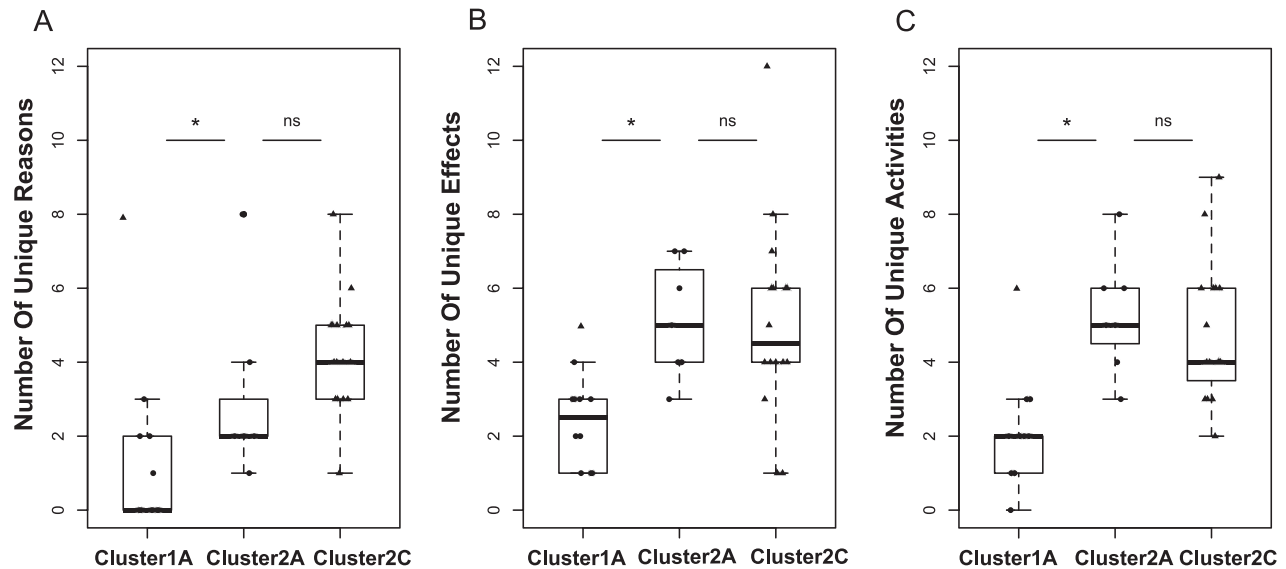 A
Number Of Unique Reasons
12
10
8
6
4
2
0
*
ns
Cluster1A
Cluster2A
Cluster2C
B
Number Of Unique Effects
12
10
8
6
4
2
0
*
ns
Cluster1A
Cluster2A
Cluster2C
C
Number Of Unique Activities
12
10
8
6
4
2
0
*
ns
Cluster1A
Cluster2A
Cluster2C